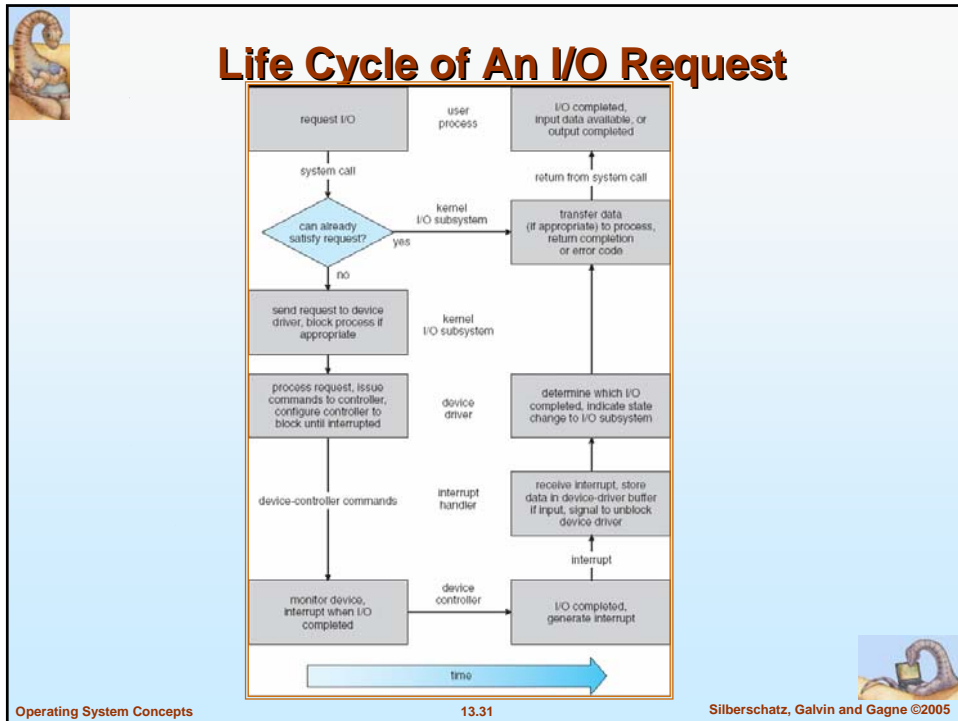 Life Cycle of An I/O Request
request I/O
user
process
I/O completed,
input data available, or
output completed
system call
return from system call
can already
satisfy request?
yes
kernel
I/O subsystem
transfer data
(if appropriate) to process,
return completion
or error code
no
send request to device
driver, block process if
appropriate
kernel
I/O subsystem
process request, issue
commands to controller,
configure controller to
block until interrupted
device
driver
determine which I/O
completed, indicate state
change to I/O subsystem
device-controller commands
interrupt
handler
receive interrupt, store
data in device-driver buffer
if input, signal to unblock
device driver
interrupt
monitor device,
interrupt when I/O
completed
device
controller
I/O completed,
generate interrupt
time
Operating System Concepts
13.31
Silberschatz, Galvin and Gagne ©2005